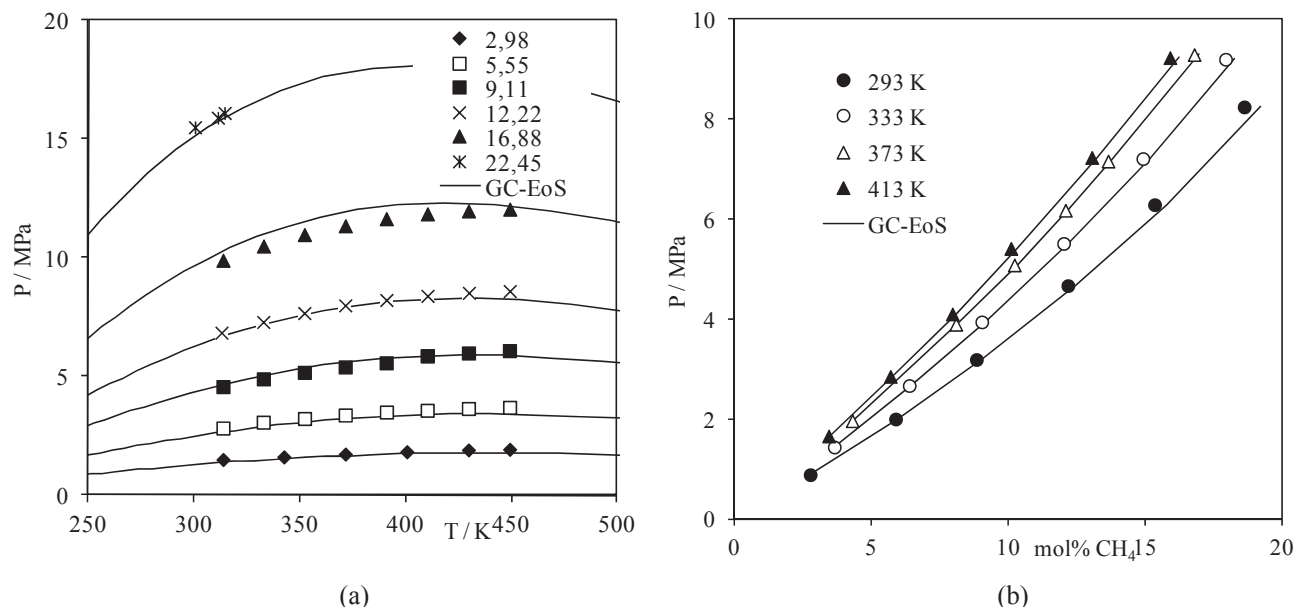 20
15
10
5
0
P / MPa
250
300
350
400
450
500
T / K
2,98
5,55
9,11
12,22
16,88
22,45
GC-EoS
(a)
10
8
6
4
2
0
P / MPa
0
5
10
15
20
mol% CH₄
293 K
333 K
373 K
413 K
GC-EoS
(b)